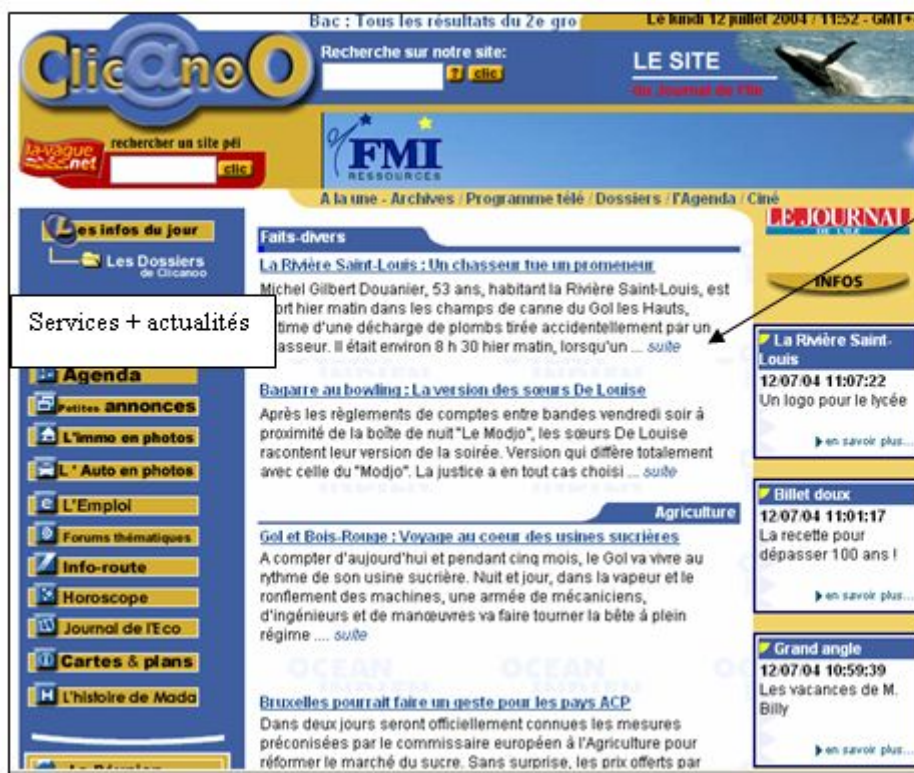 Bac : Tous les résultats du 2e gro
Le lundi 12 juillet 2004 / 11:52 - GMT+
Clic@noO
Recherche sur notre site:
? clic
LE SITE
du Journal de l'île
la-vague
.net
rechercher un site péi
clic
FMI
RESSOURCES
A la une - Archives / Programme télé / Dossiers / l'Agenda / Ciné
Les infos du jour
Les Dossiers
de Clicanoo
Services + actualités
Agenda
Petites annonces
L'immo en photos
L'Auto en photos
L'Emploi
Forums thématiques
Info-route
Horoscope
Journal de l'Eco
Cartes & plans
L'histoire de Mada
La Réunion
Faits-divers
La Rivière Saint-Louis : Un chasseur tue un promeneur
Michel Gilbert Douanier, 53 ans, habitant la Rivière Saint-Louis, est
ort hier matin dans les champs de canne du Gol les Hauts,
time d'une décharge de plombs tirée accidentellement par un
asseur. Il était environ 8 h 30 hier matin, lorsqu'un ... suite
Bagarre au bowling : La version des sœurs De Louise
Après les règlements de comptes entre bandes vendredi soir à
proximité de la boîte de nuit "Le Modjo", les sœurs De Louise
racontent leur version de la soirée. Version qui diffère totalement
avec celle du "Modjo". La justice a en tout cas choisi ... suite
Agriculture
Gol et Bois-Rouge : Voyage au coeur des usines sucrières
A compter d'aujourd'hui et pendant cinq mois, le Gol va vivre au
rythme de son usine sucrière. Nuit et jour, dans la vapeur et le
ronflement des machines, une armée de mécaniciens,
d'ingénieurs et de manœuvres va faire tourner la bête á plein
régime .... suite
OCEAN OCEAN
Bruxelles pourrait faire un geste pour les pays ACP
Dans deux jours seront officiellement connues les mesures
préconisées par le commissaire européen à l'Agriculture pour
réformer le marché du sucre. Sans surprise, les prix offerts par
LE JOURNAL
DE L'ILE
INFOS
La Rivière Saint-
Louis
12/07/04 11:07:22
Un logo pour le lycée
en savoir plus...
Billet doux
12/07/04 11:01:17
La recette pour
dépasser 100 ans !
en savoir plus...
Grand angle
12/07/04 10:59:39
Les vacances de M.
Billy
en savoir plus...